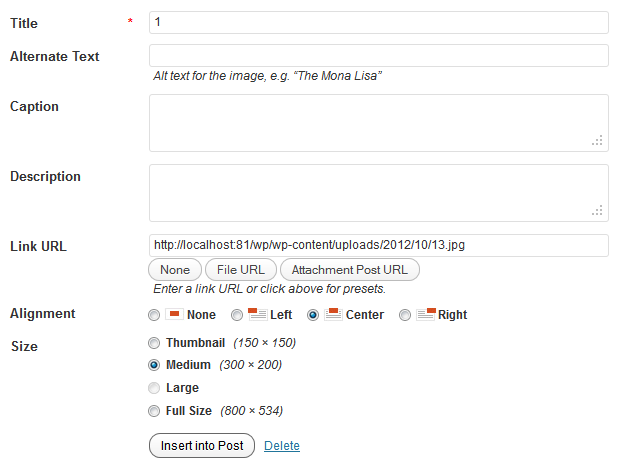 Title * 1
Alternate Text
Alt text for the image, e.g. “The Mona Lisa”
Caption
Description
Link URL http://localhost:81/wp/wp-content/uploads/2012/10/13.jpg
None File URL Attachment Post URL
Enter a link URL or click above for presets.
Alignment None Left Center Right
Size Thumbnail (150 × 150)
Medium (300 × 200)
Large
Full Size (800 × 534)
Insert into Post Delete